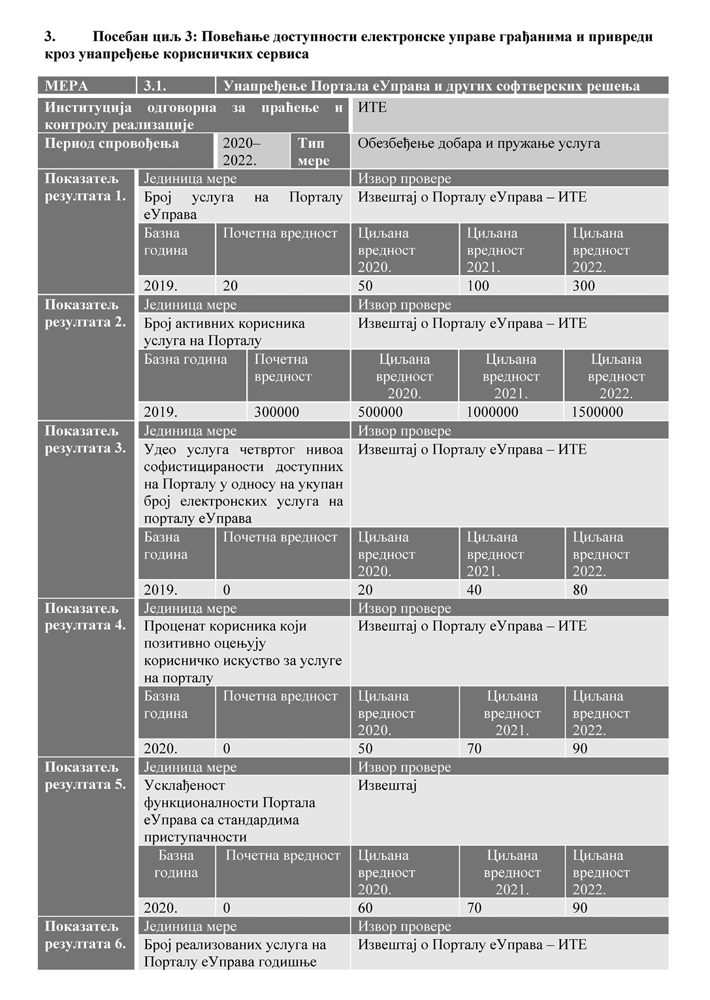 3. Посебан циљ 3: Повећање доступности електронске управе грађанима и привреди
кроз унапређење корисничких сервиса
МЕРА 3.1. Унапређење Портала еУправа и других софтверских решења
Институција одговорна за праћење и ИТЕ
контролу реализације
Период спровођења 2020– Тип Обезбеђење добара и пружање услуга
2022. мере
Показатељ Јединица мере Извор провере
резултата 1. Број услуга на Порталу Извештај о Порталу еУправа – ИТЕ
еУправа
Базна Почетна вредност Циљана Циљана Циљана
година вредност вредност вредност
2020. 2021. 2022.
2019. 20 50 100 300
Показатељ Јединица мере Извор провере
резултата 2. Број активних корисника Извештај о Порталу еУправа – ИТЕ
услуга на Порталу
Базна година Почетна Циљана Циљана Циљана
вредност вредност вредност вредност
2020. 2021. 2022.
2019. 300000 500000 1000000 1500000
Показатељ Јединица мере Извор провере
резултата 3. Удео услуга четвртог нивоа Извештај о Порталу еУправа – ИТЕ
софистицираности доступних
на Порталу у односу на укупан
број електронских услуга на
порталу еУправа
Базна Почетна вредност Циљана Циљана Циљана
година вредност вредност вредност
2020. 2021. 2022.
2019. 0 20 40 80
Показатељ Јединица мере Извор провере
резултата 4. Проценат корисника који Извештај о Порталу еУправа – ИТЕ
позитивно оцењују
корисничко искуство за услуге
на порталу
Базна Почетна вредност Циљана Циљана Циљана
година вредност вредност вредност
2020. 2021. 2022.
2020. 0 50 70 90
Показатељ Јединица мере Извор провере
резултата 5. Усклађеност Извештај
функционалности Портала
еУправа са стандардима
приступачности
Базна Почетна вредност Циљана Циљана Циљана
година вредност вредност вредност
2020. 2021. 2022.
2020. 0 60 70 90
Показатељ Јединица мере Извор провере
резултата 6. Број реализованих услуга на Извештај о Порталу еУправа – ИТЕ
Порталу еУправа годишње